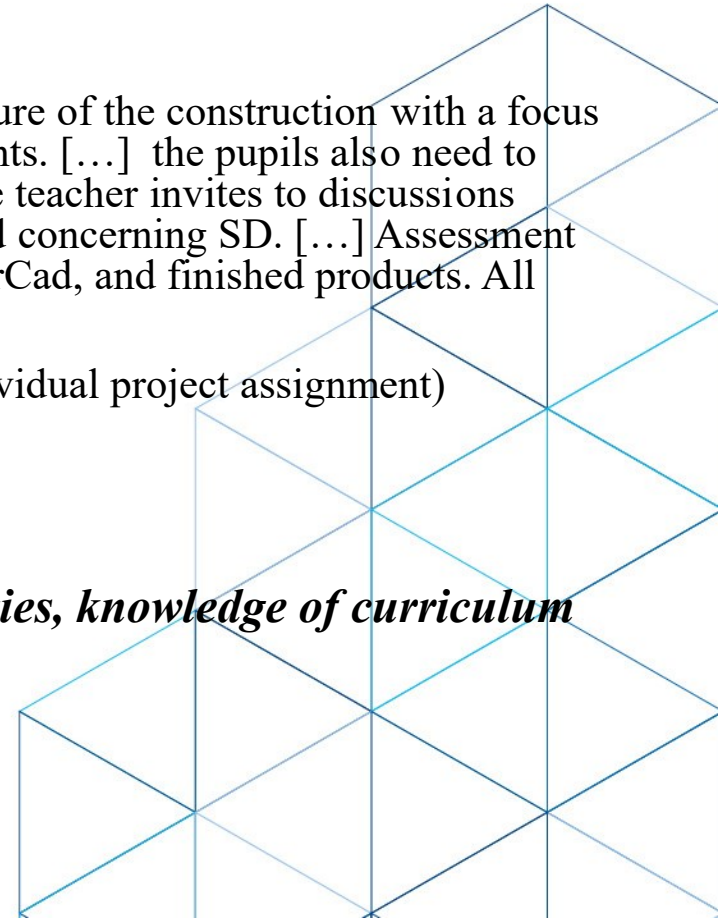 ure of the construction with a focus
nts. […] the pupils also need to
e teacher invites to discussions
d concerning SD. […] Assessment
rCad, and finished products. All
vidual project assignment)
ies, knowledge of curriculum